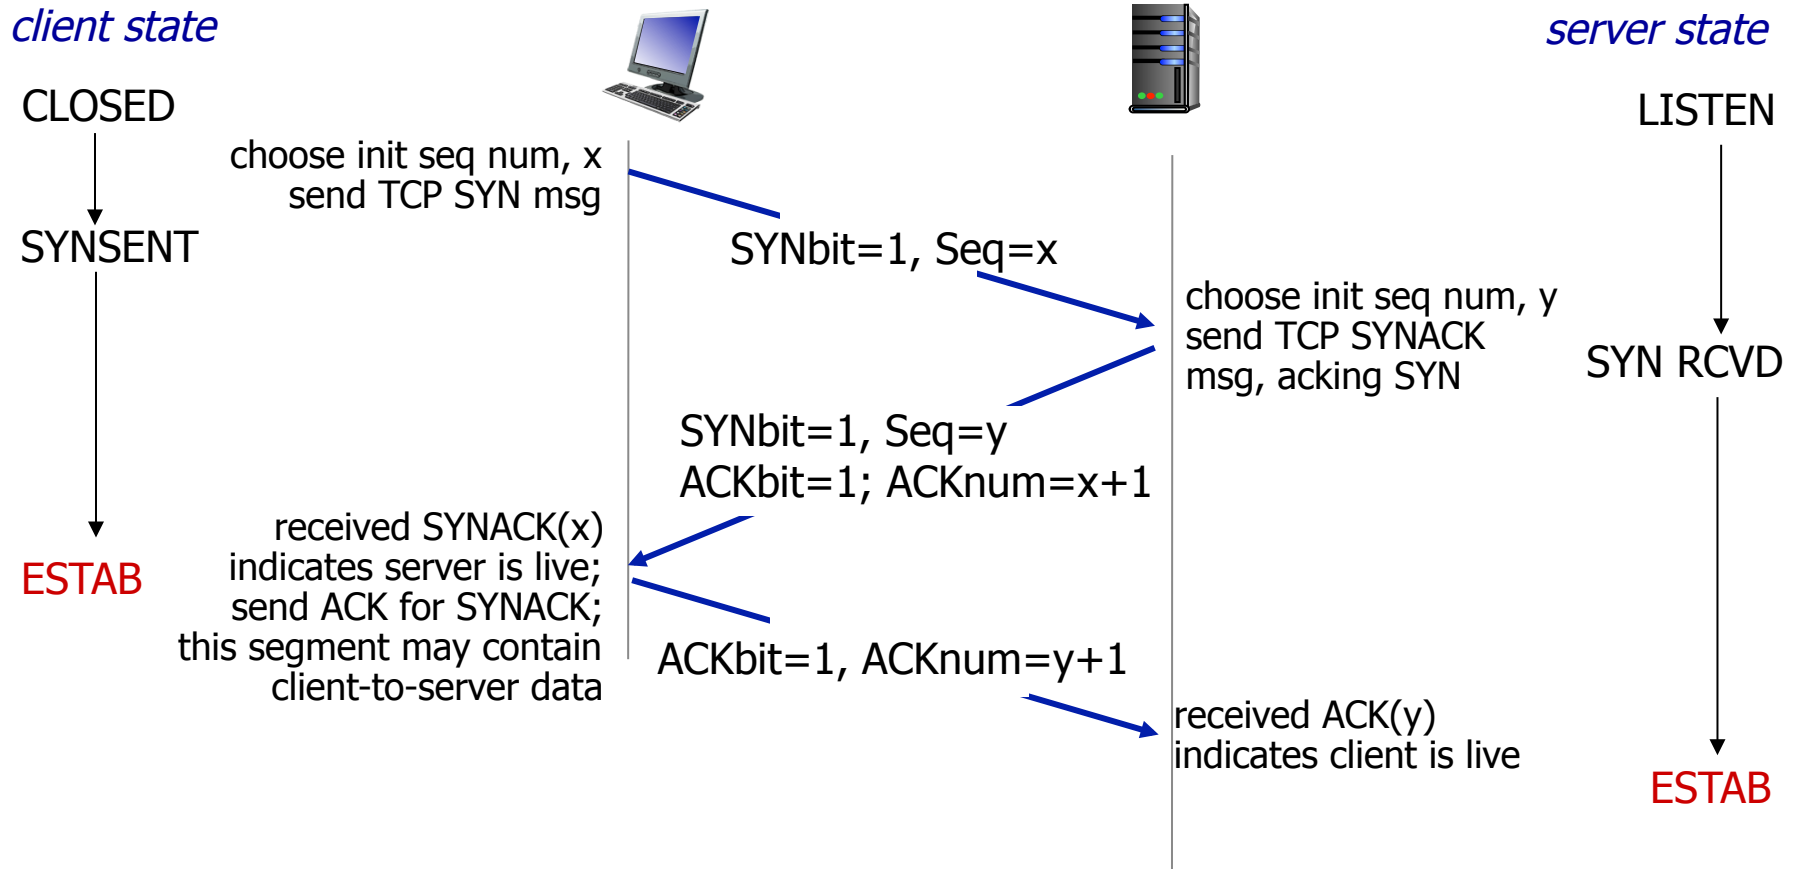 client state
server state
CLOSED
LISTEN
choose init seq num, x
send TCP SYN msg
SYNSENT
SYNbit=1, Seq=x
choose init seq num, y
send TCP SYNACK
msg, acking SYN
SYN RCVD
SYNbit=1, Seq=y
ACKbit=1; ACKnum=x+1
received SYNACK(x)
indicates server is live;
send ACK for SYNACK;
this segment may contain
client-to-server data
ESTAB
ACKbit=1, ACKnum=y+1
received ACK(y)
indicates client is live
ESTAB